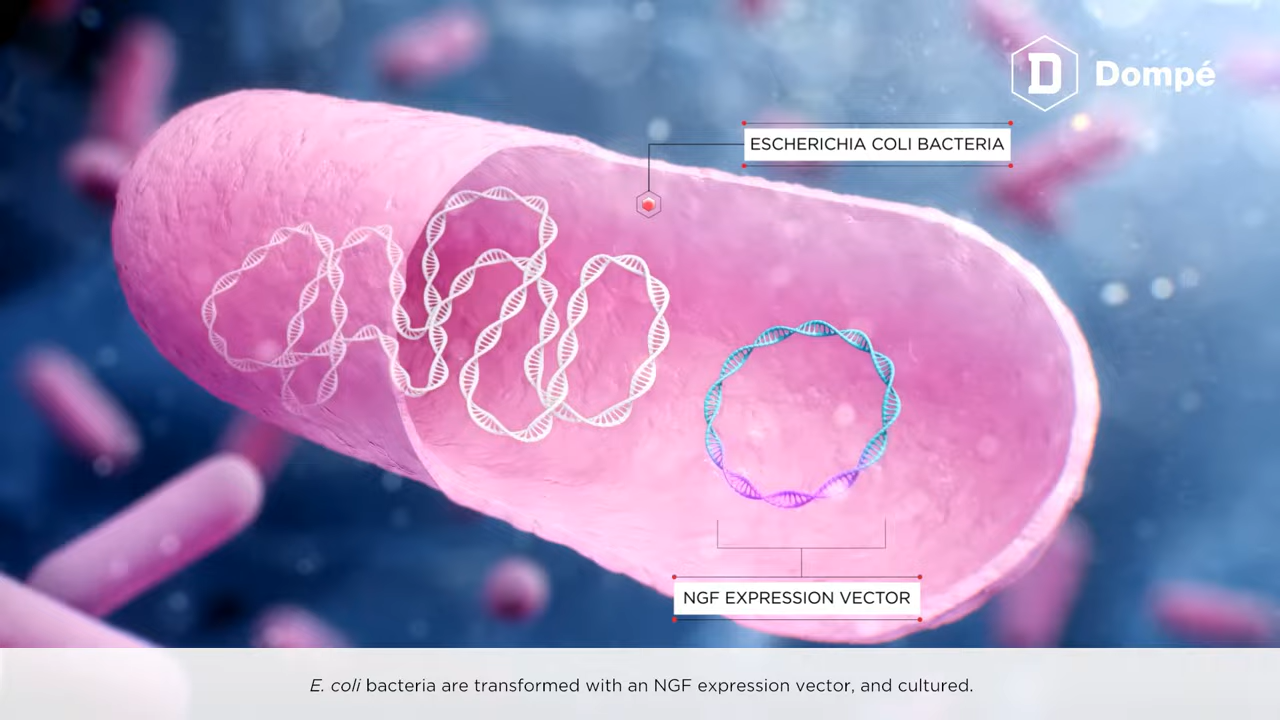 Dompé
ESCHERICHIA COLI BACTERIA
NGF EXPRESSION VECTOR
E. coli bacteria are transformed with an NGF expression vector, and cultured.